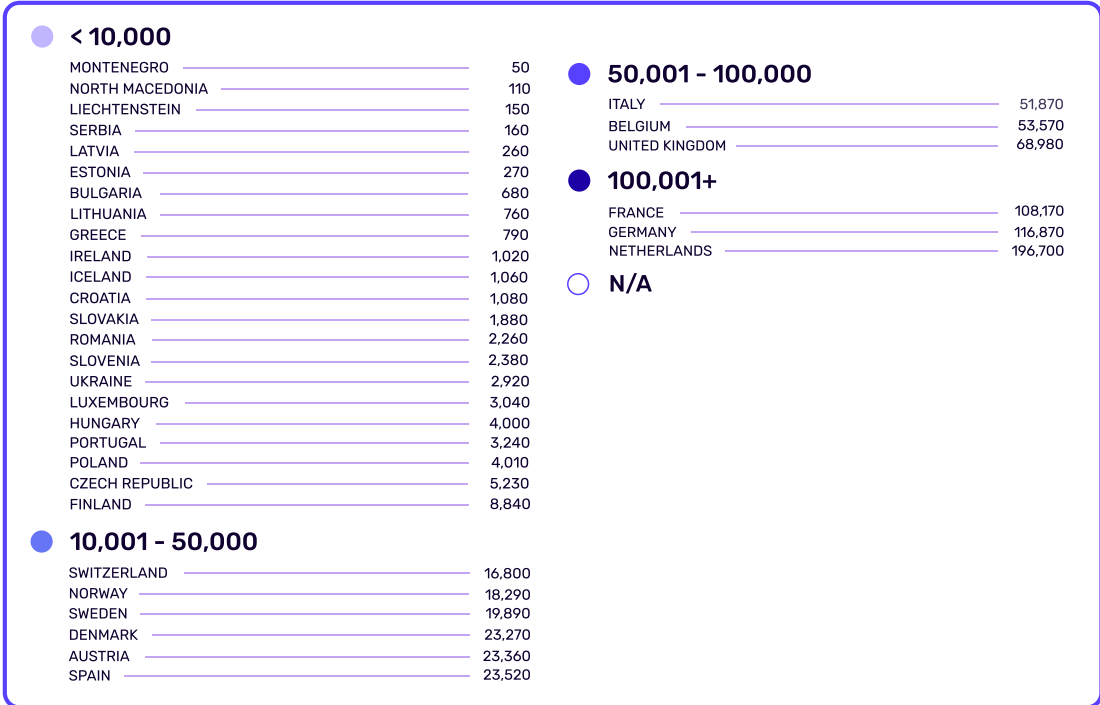 < 10,000
MONTENEGRO 50
NORTH MACEDONIA 110
LIECHTENSTEIN 150
SERBIA 160
LATVIA 260
ESTONIA 270
BULGARIA 680
LITHUANIA 760
GREECE 790
IRELAND 1,020
ICELAND 1,060
CROATIA 1,080
SLOVAKIA 1,880
ROMANIA 2,260
SLOVENIA 2,380
UKRAINE 2,920
LUXEMBOURG 3,040
HUNGARY 4,000
PORTUGAL 3,240
POLAND 4,010
CZECH REPUBLIC 5,230
FINLAND 8,840
10,001 - 50,000
SWITZERLAND 16,800
NORWAY 18,290
SWEDEN 19,890
DENMARK 23,270
AUSTRIA 23,360
SPAIN 23,520
50,001 - 100,000
ITALY 51,870
BELGIUM 53,570
UNITED KINGDOM 68,980
100,001+
FRANCE 108,170
GERMANY 116,870
NETHERLANDS 196,700
N/A